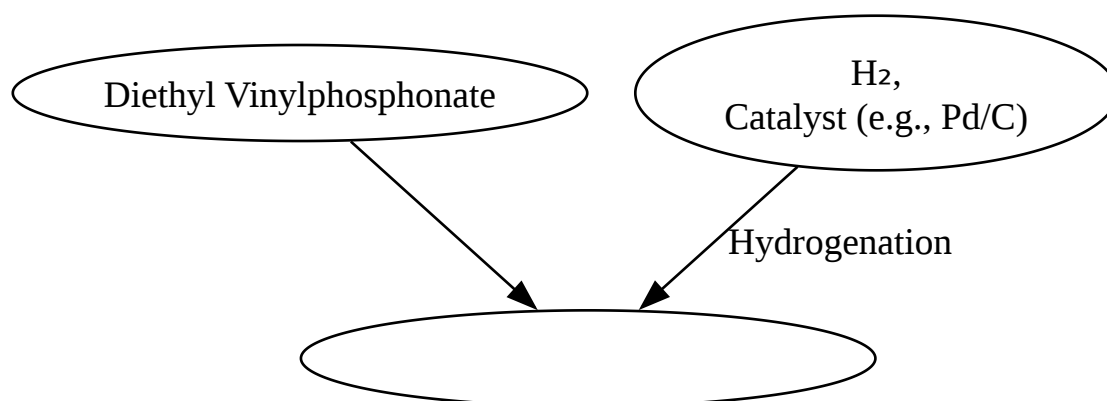 Diethyl Vinylphosphonate
H₂,
Catalyst (e.g., Pd/C)
Hydrogenation